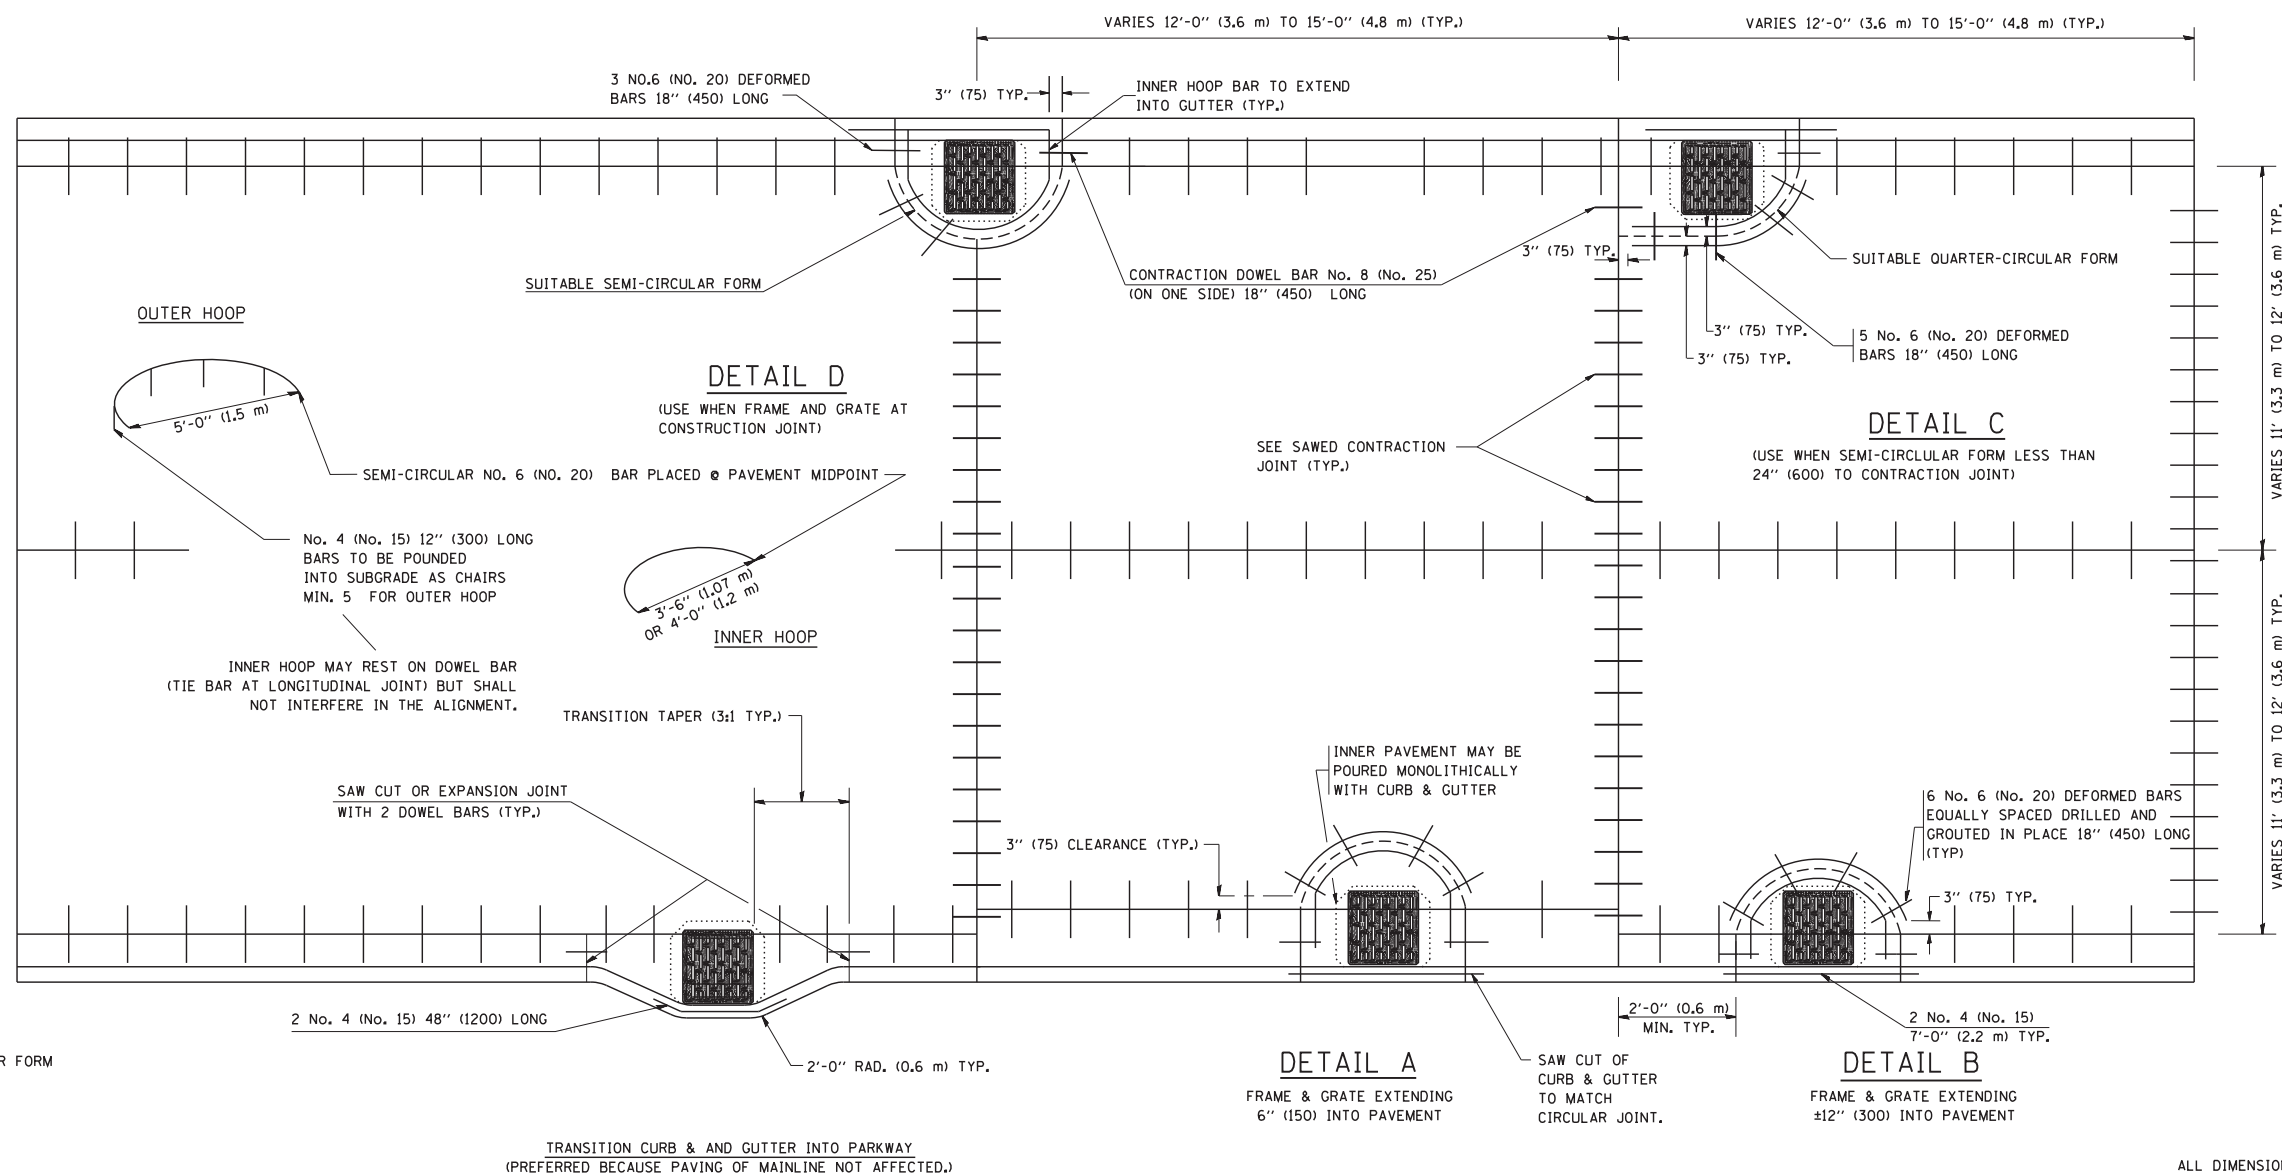 VARIES 12'-0" (3.6 m) TO 15'-0" (4.8 m) (TYP.)
VARIES 12'-0" (3.6 m) TO 15'-0" (4.8 m) (TYP.)
3 NO.6 (NO. 20) DEFORMED
BARS 18" (450) LONG
3" (75) TYP.
INNER HOOP BAR TO EXTEND
INTO GUTTER (TYP.)
SUITABLE SEMI-CIRCULAR FORM
CONTRACTION DOWEL BAR No. 8 (No. 25)
(ON ONE SIDE) 18" (450) LONG
3" (75) TYP.
SUITABLE QUARTER-CIRCULAR FORM
3" (75) TYP.
3" (75) TYP.
5 No. 6 (No. 20) DEFORMED
BARS 18" (450) LONG
VARIES 11' (3.3 m) TO 12' (3.6 m) TYP.
OUTER HOOP
5'-0" (1.5 m)
DETAIL D
(USE WHEN FRAME AND GRATE AT
CONSTRUCTION JOINT)
SEMI-CIRCULAR NO. 6 (NO. 20) BAR PLACED @ PAVEMENT MIDPOINT
SEE SAWED CONTRACTION
JOINT (TYP.)
DETAIL C
(USE WHEN SEMI-CIRCLULAR FORM LESS THAN
24" (600) TO CONTRACTION JOINT)
No. 4 (No. 15) 12" (300) LONG
BARS TO BE POUNDED
INTO SUBGRADE AS CHAIRS
MIN. 5 FOR OUTER HOOP
3'-6" (1.07 m)
OR 4'-0" (1.2 m)
INNER HOOP
INNER HOOP MAY REST ON DOWEL BAR
(TIE BAR AT LONGITUDINAL JOINT) BUT SHALL
NOT INTERFERE IN THE ALIGNMENT.
TRANSITION TAPER (3:1 TYP.)
VARIES 11' (3.3 m) TO 12' (3.6 m) TYP.
SAW CUT OR EXPANSION JOINT
WITH 2 DOWEL BARS (TYP.)
INNER PAVEMENT MAY BE
POURED MONOLITHICALLY
WITH CURB & GUTTER
3" (75) CLEARANCE (TYP.)
6 No. 6 (No. 20) DEFORMED BARS
EQUALLY SPACED DRILLED AND
GROUTED IN PLACE 18" (450) LONG
(TYP)
3" (75) TYP.
2 No. 4 (No. 15) 48" (1200) LONG
2'-0" RAD. (0.6 m) TYP.
2'-0" (0.6 m)
MIN. TYP.
2 No. 4 (No. 15)
7'-0" (2.2 m) TYP.
R FORM
DETAIL A
FRAME & GRATE EXTENDING
6" (150) INTO PAVEMENT
SAW CUT OF
CURB & GUTTER
TO MATCH
CIRCULAR JOINT.
DETAIL B
FRAME & GRATE EXTENDING
±12" (300) INTO PAVEMENT
TRANSITION CURB & AND GUTTER INTO PARKWAY
(PREFERRED BECAUSE PAVING OF MAINLINE NOT AFFECTED.)
ALL DIMENSION